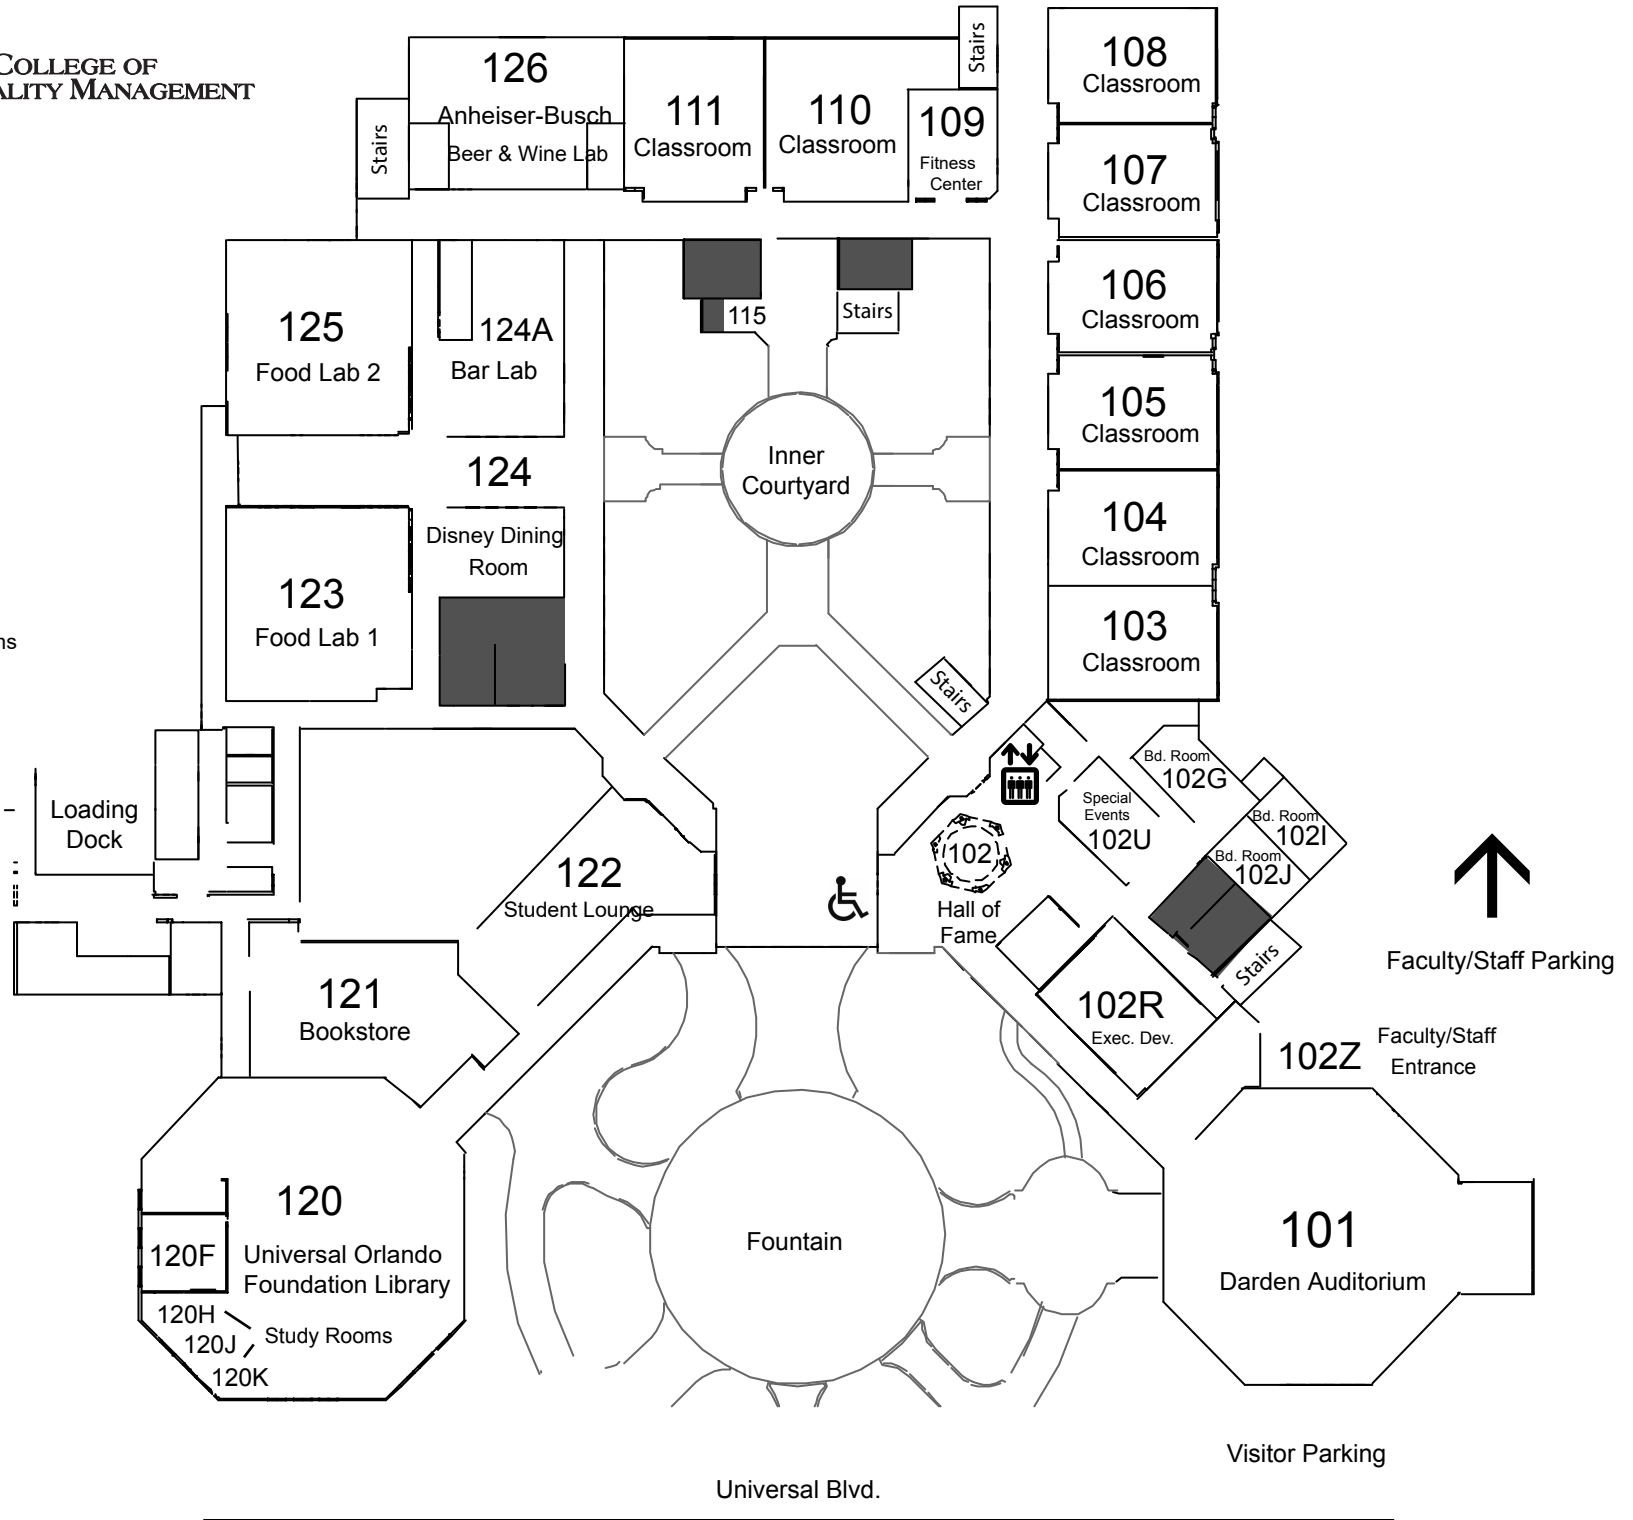 COLLEGE OF
ALITY MANAGEMENT
126
Anheiser-Busch
Beer & Wine Lab
Stairs
111
Classroom
110
Classroom
Stairs
109
Fitness
Center
108
Classroom
107
Classroom
106
Classroom
105
Classroom
104
Classroom
103
Classroom
125
Food Lab 2
124A
Bar Lab
115
Stairs
Inner
Courtyard
124
Disney Dining
Room
123
Food Lab 1
ns
Stairs
Loading
Dock
122
Student Lounge
102
Hall of
Fame
Special
Events
102U
Bd. Room
102G
Bd. Room
102I
Bd. Room
102J
Stairs
102R
Exec. Dev.
Faculty/Staff Parking
102Z
Faculty/Staff
Entrance
121
Bookstore
120
Universal Orlando
Foundation Library
120F
120H
120J
120K
Study Rooms
Fountain
101
Darden Auditorium
Visitor Parking
Universal Blvd.